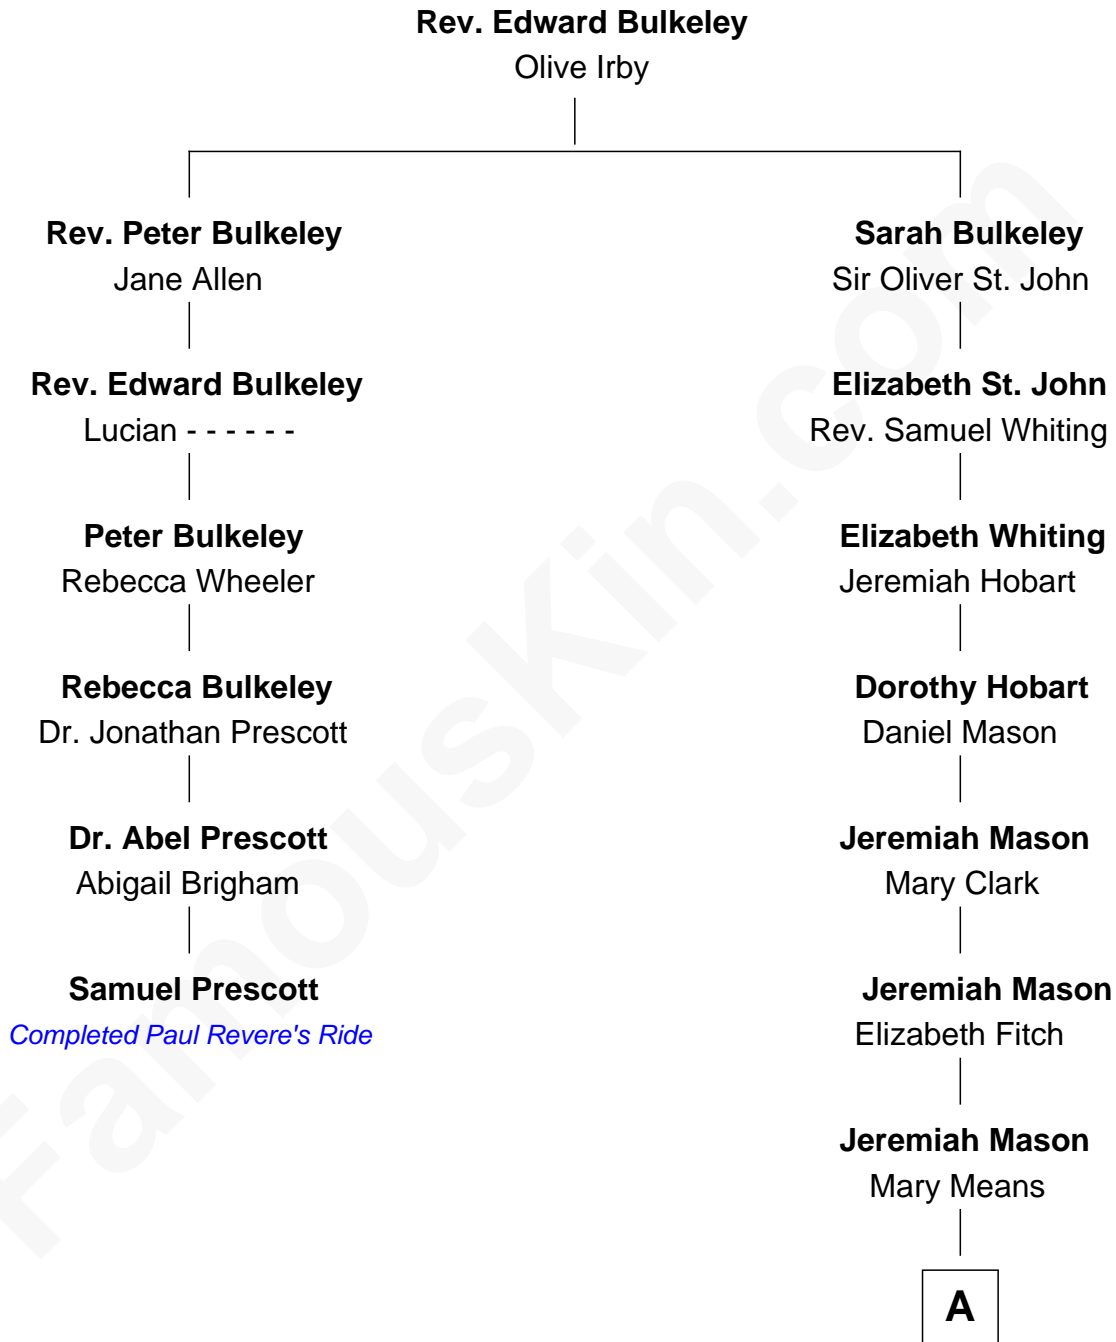 Rev. Edward Bulkeley
Olive Irby
Rev. Peter Bulkeley
Jane Allen
Sarah Bulkeley
Sir Oliver St. John
Rev. Edward Bulkeley
Lucian - - - - - -
Elizabeth St. John
Rev. Samuel Whiting
Peter Bulkeley
Rebecca Wheeler
Elizabeth Whiting
Jeremiah Hobart
Rebecca Bulkeley
Dr. Jonathan Prescott
Dorothy Hobart
Daniel Mason
Dr. Abel Prescott
Abigail Brigham
Jeremiah Mason
Mary Clark
Samuel Prescott
Completed Paul Revere's Ride
Jeremiah Mason
Elizabeth Fitch
Jeremiah Mason
Mary Means
A
FamousKin.com